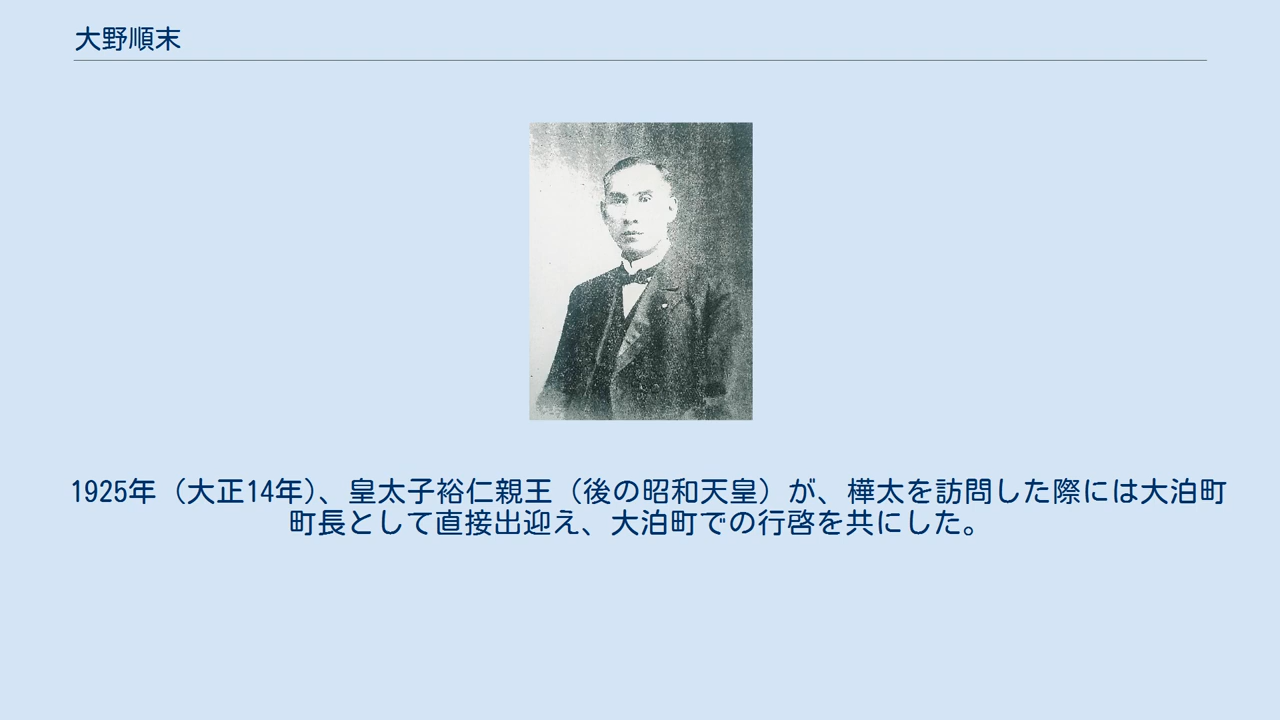 大野順末
1925年（大正14年）、皇太子裕仁親王（後の昭和天皇）が、樺太を訪問した際には大泊町
町長として直接出迎え、大泊町での行啓を共にした。